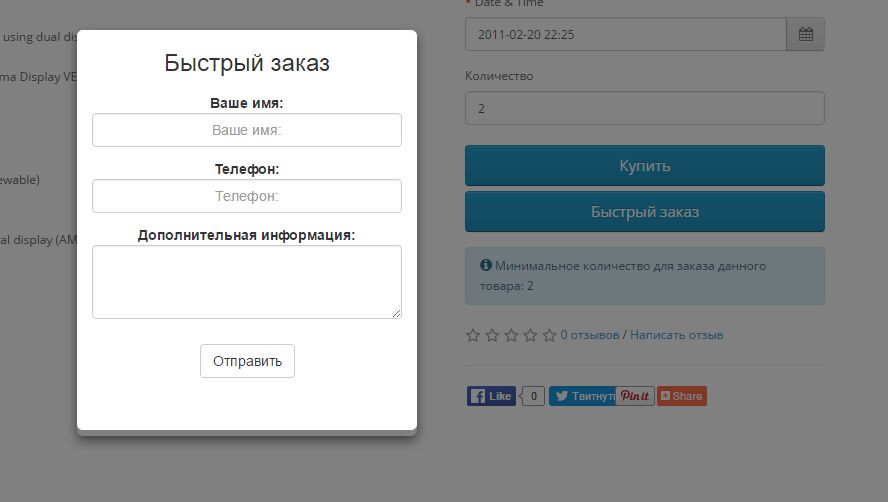 using dual
ma Display VE
ewable)
al display (AM
Быстрый заказ
Ваше имя:
Ваше имя:
Телефон:
Телефон:
Дополнительная информация:
Отправить
* Date & Time
2011-02-20 22:25
Количество
2
Купить
Быстрый заказ
Минимальное количество для заказа данного
товара: 2
0 отзывов / Написать отзыв
Like 0 Твитнуть Pin it Share